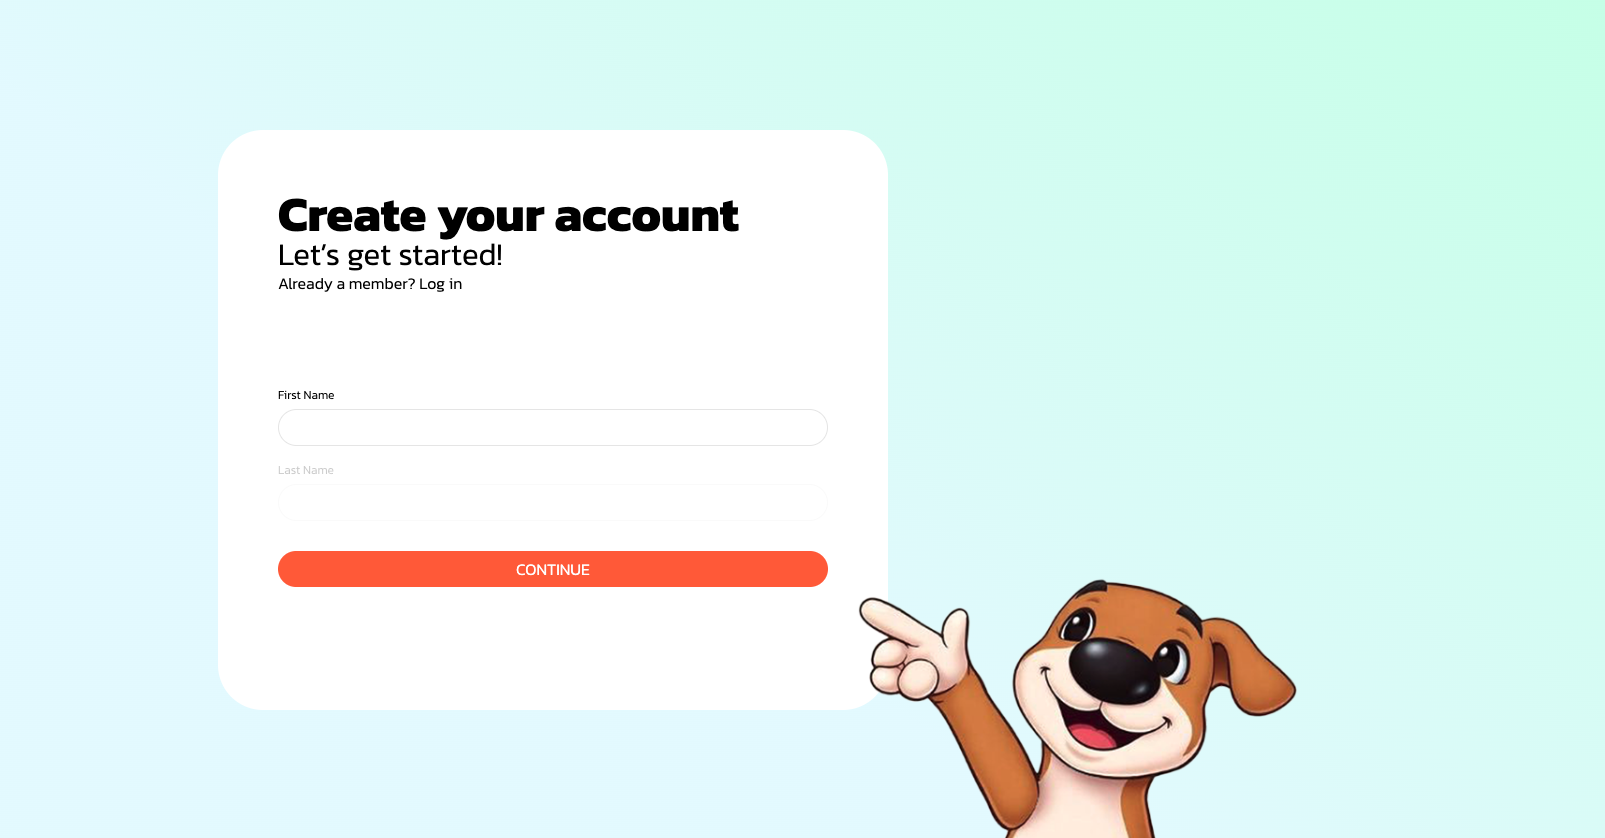 Create your account
Let’s get started!
Already a member? Log in
First Name
Last Name
CONTINUE